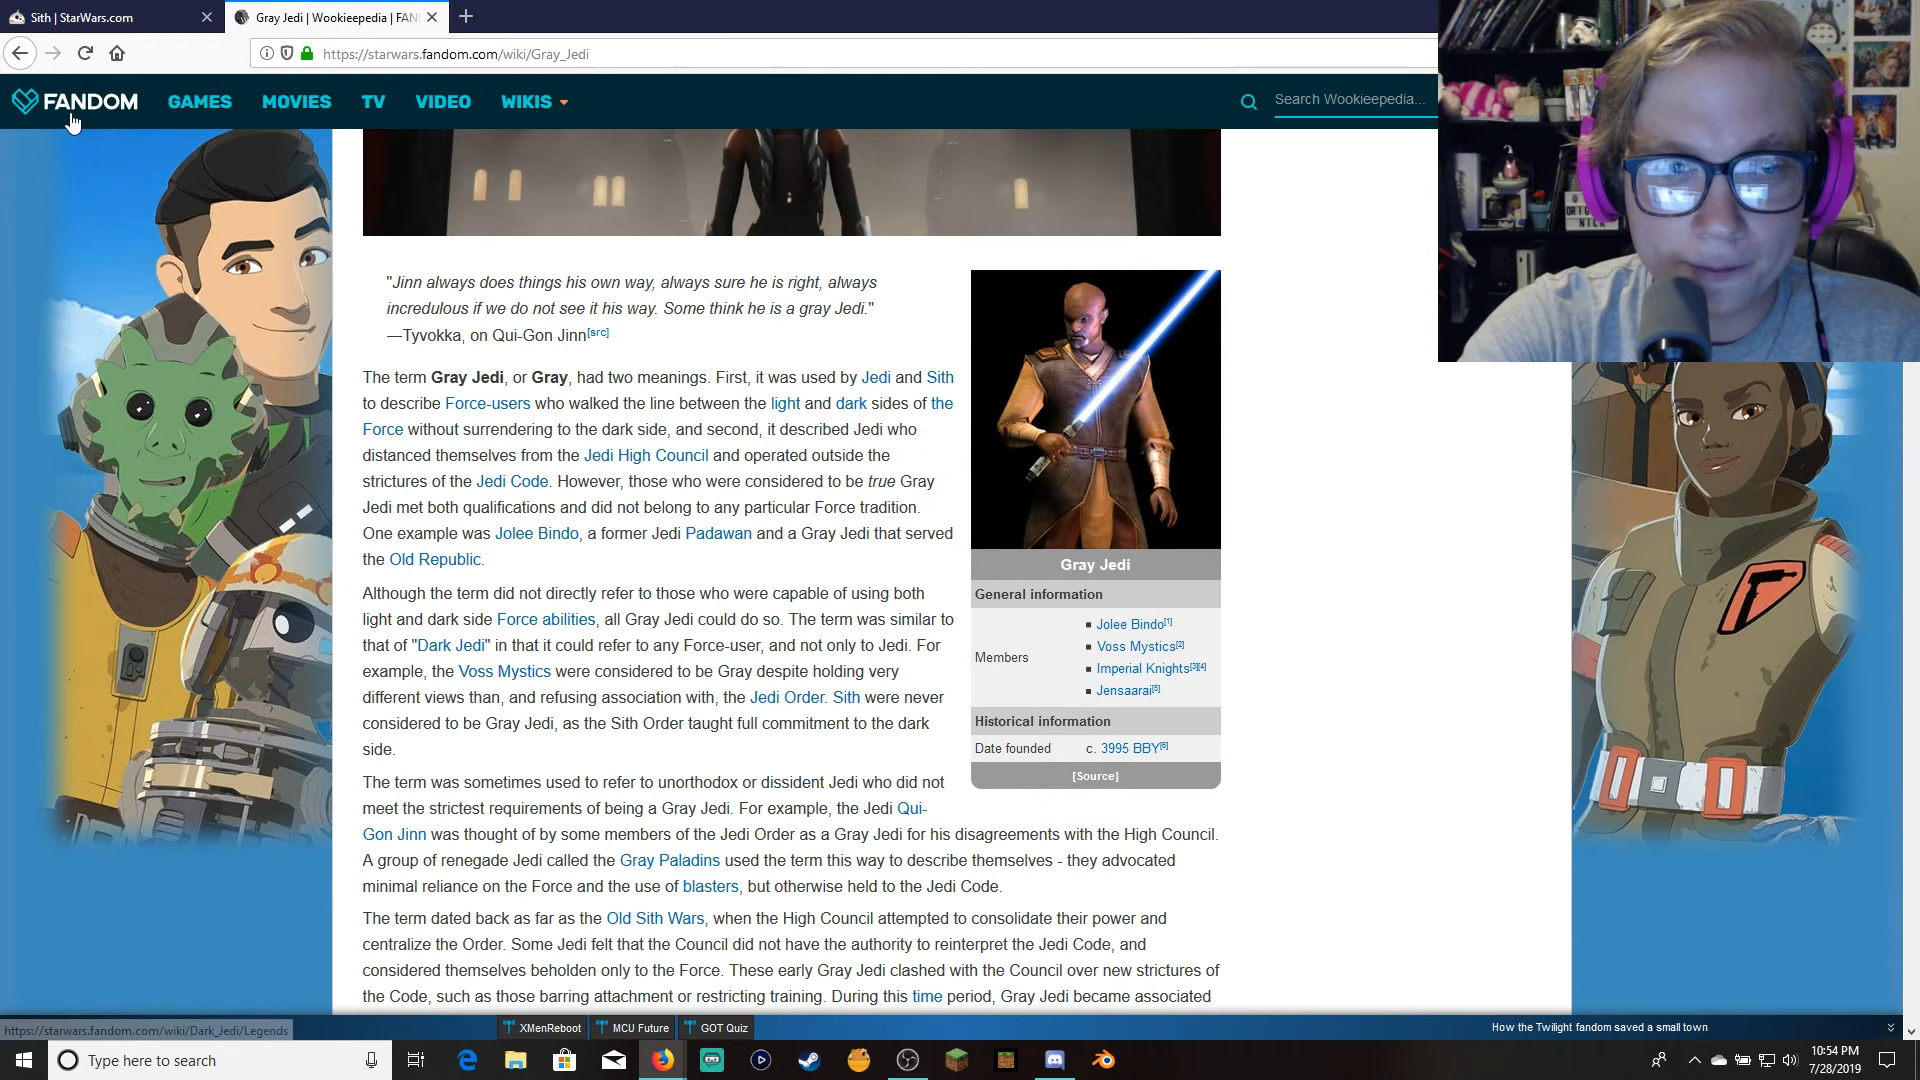 Sith | StarWars.com
Gray Jedi | Wookieepedia | FAN
https://starwars.fandom.com/wiki/Gray_Jedi
FANDOM GAMES MOVIES TV VIDEO WIKIS
Search Wookieepedia...
"Jinn always does things his own way, always sure he is right, always
incredulous if we do not see it his way. Some think he is a gray Jedi."
—Tyvokka, on Qui-Gon Jinn[src]
The term Gray Jedi, or Gray, had two meanings. First, it was used by Jedi and Sith
to describe Force-users who walked the line between the light and dark sides of the
Force without surrendering to the dark side, and second, it described Jedi who
distanced themselves from the Jedi High Council and operated outside the
strictures of the Jedi Code. However, those who were considered to be true Gray
Jedi met both qualifications and did not belong to any particular Force tradition.
One example was Jolee Bindo, a former Jedi Padawan and a Gray Jedi that served
the Old Republic.
Although the term did not directly refer to those who were capable of using both
light and dark side Force abilities, all Gray Jedi could do so. The term was similar to
that of "Dark Jedi" in that it could refer to any Force-user, and not only to Jedi. For
example, the Voss Mystics were considered to be Gray despite holding very
different views than, and refusing association with, the Jedi Order. Sith were never
considered to be Gray Jedi, as the Sith Order taught full commitment to the dark
side.
Gray Jedi
General information
Members
Jolee Bindo[1]
Voss Mystics[2]
Imperial Knights[3][4]
Jensaarai[5]
Historical information
Date founded c. 3995 BBY[6]
[Source]
The term was sometimes used to refer to unorthodox or dissident Jedi who did not
meet the strictest requirements of being a Gray Jedi. For example, the Jedi Qui-
Gon Jinn was thought of by some members of the Jedi Order as a Gray Jedi for his disagreements with the High Council.
A group of renegade Jedi called the Gray Paladins used the term this way to describe themselves - they advocated
minimal reliance on the Force and the use of blasters, but otherwise held to the Jedi Code.
The term dated back as far as the Old Sith Wars, when the High Council attempted to consolidate their power and
centralize the Order. Some Jedi felt that the Council did not have the authority to reinterpret the Jedi Code, and
considered themselves beholden only to the Force. These early Gray Jedi clashed with the Council over new strictures of
the Code, such as those barring attachment or restricting training. During this time period, Gray Jedi became associated
https://starwars.fandom.com/wiki/Dark_Jedi/Legends
XMenReboot MCU Future GOT Quiz
How the Twilight fandom saved a small town
Type here to search
10:54 PM
7/28/2019